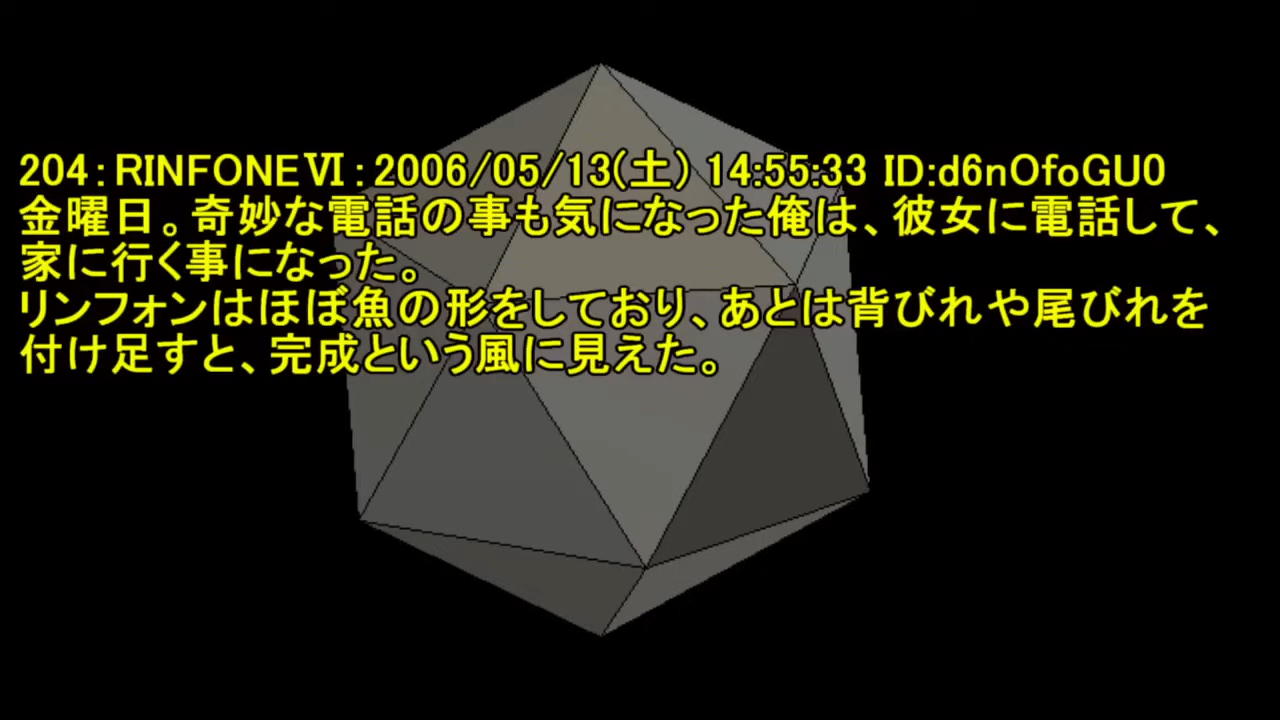 204：RINFONEⅥ：2006/05/13(土) 14:55:33 ID:d6nOfoGU0
金曜日。奇妙な電話の事も気になった俺は、彼女に電話して、
家に行く事になった。
リンフォンはほぼ魚の形をしており、あとは背びれや尾びれを
付け足すと、完成という風に見えた。